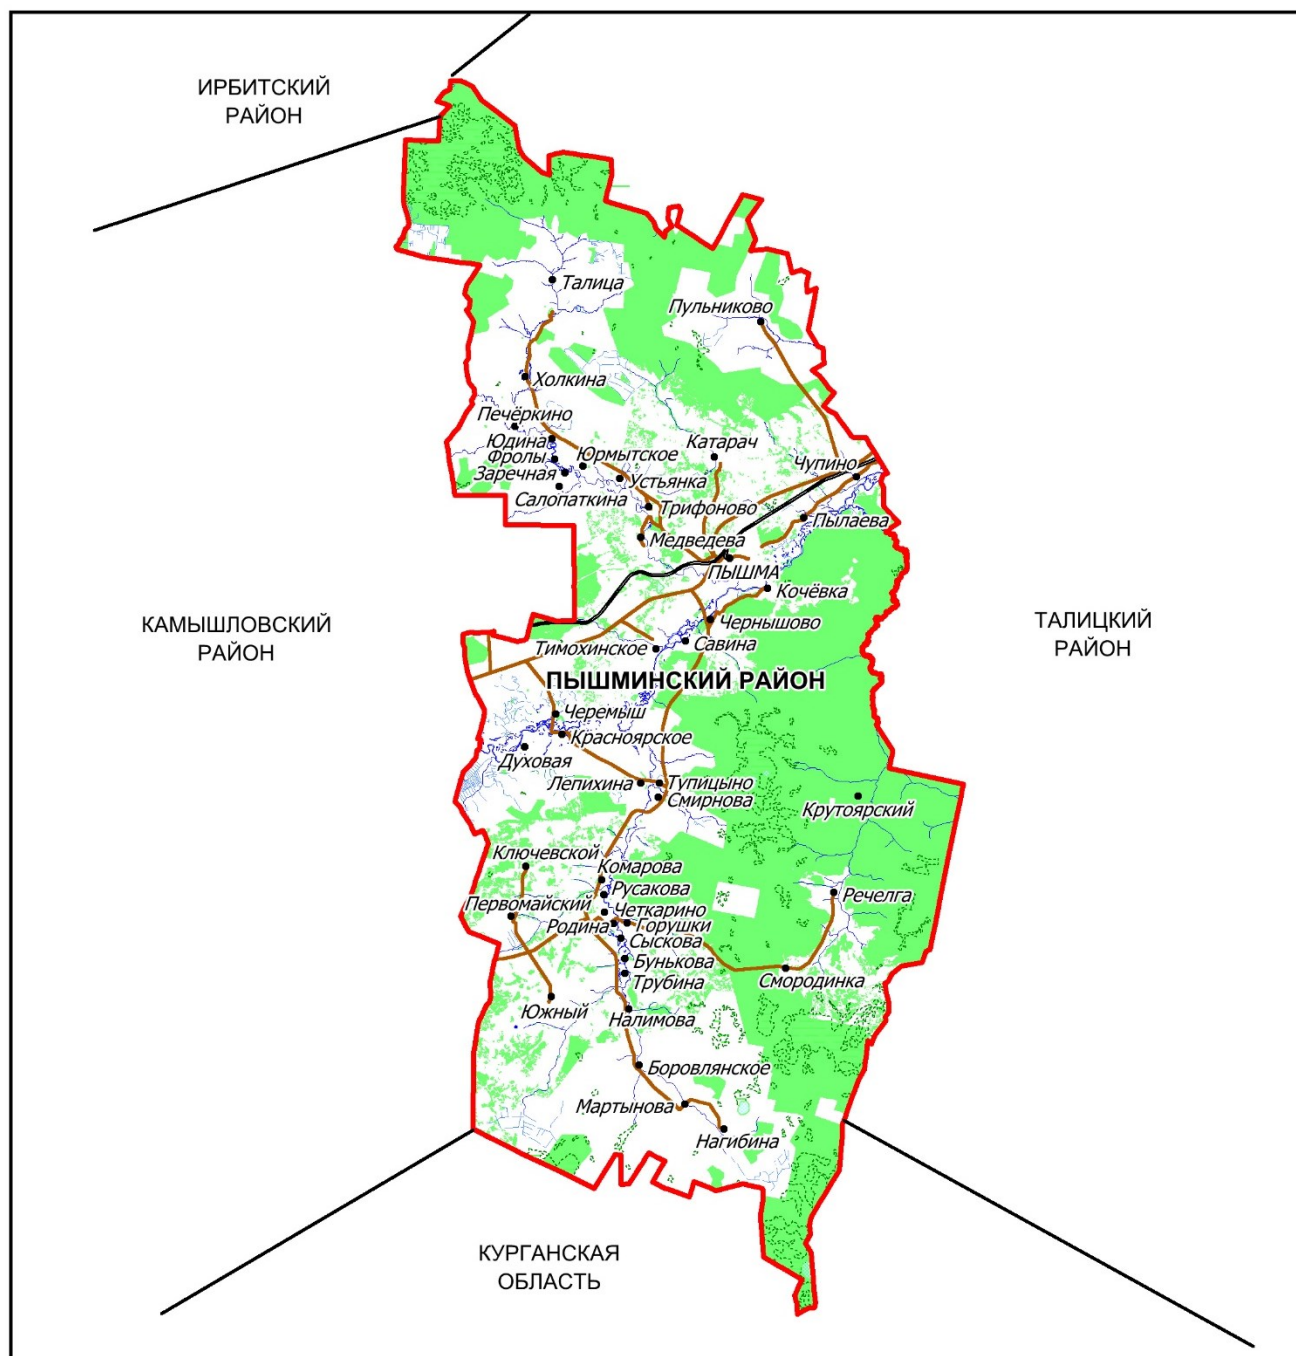 ИРБИТСКИЙ
РАЙОН
Талица
Пульниково
Холкина
Печёркино
Юдина
Фролы
Юрмытское
Катарач
Заречная
Чупино
Устьянка
Салопаткина
Трифоново
Пылаева
Медведева
ПЫШМА
Кочёвка
КАМЫШЛОВСКИЙ
РАЙОН
Чернышово
ТАЛИЦКИЙ
РАЙОН
Тимохинское
Савина
ПЫШМИНСКИЙ РАЙОН
Черемыш
Красноярское
Духовая
Лепихина
Тупицыно
Смирнова
Крутоярский
Ключевской
Комарова
Русакова
Речелга
Первомайский
Четкарино
Родина
Горушки
Сыскова
Бунькова
Смородинка
Трубина
Южный
Налимова
Боровлянское
Мартынова
Нагибина
КУРГАНСКАЯ
ОБЛАСТЬ